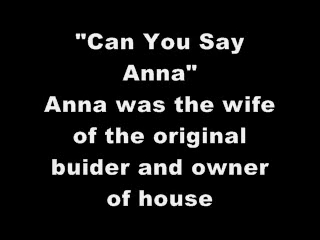 "Can You Say
Anna"
Anna was the wife
of the original
buider and owner
of house